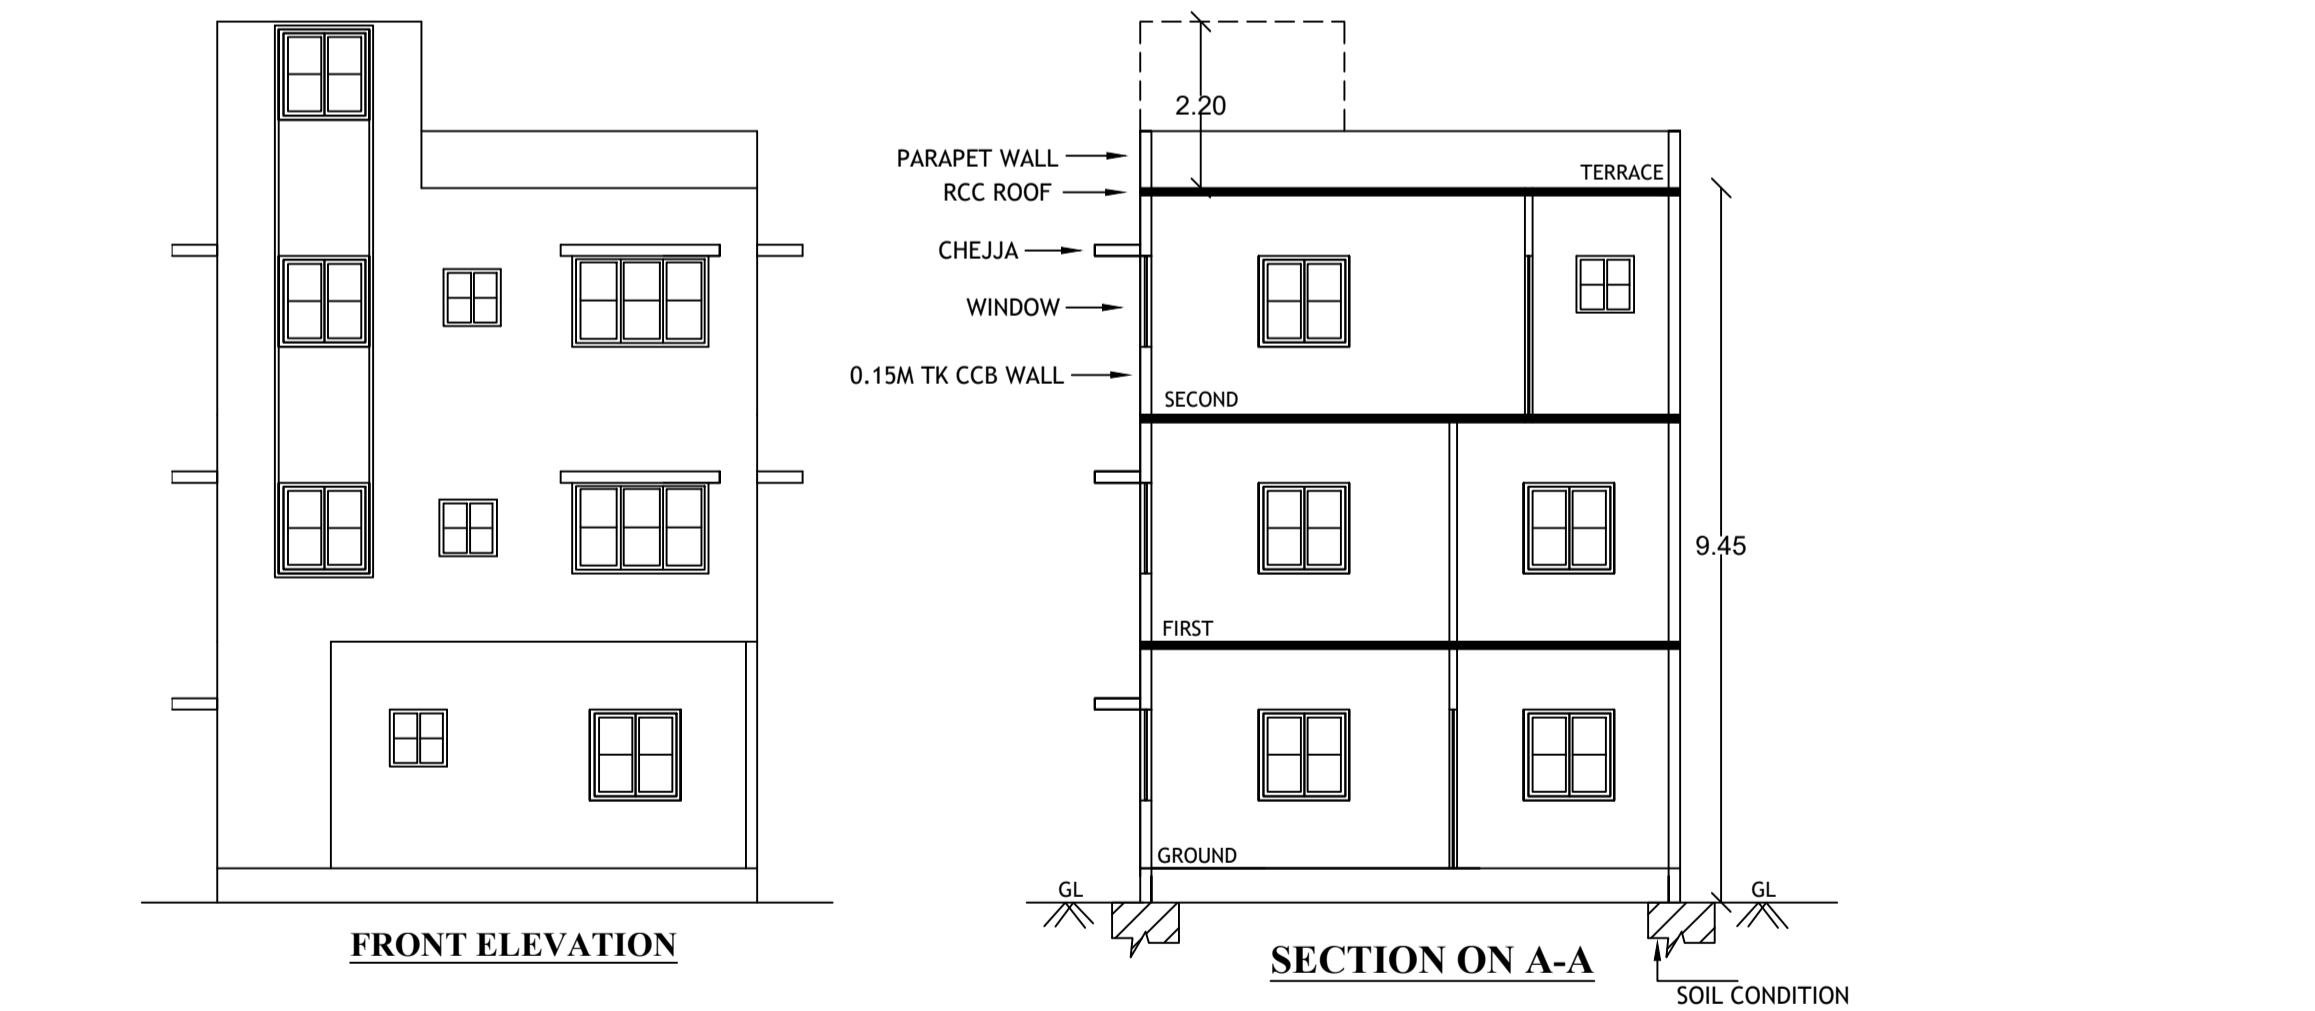 2.20
PARAPET WALL
TERRACE
RCC ROOF
CHEJJA
WINDOW
0.15M TK CCB WALL
SECOND
9.45
FIRST
GROUND
GL
GL
FRONT ELEVATION
SECTION ON A-A
SOIL CONDITION